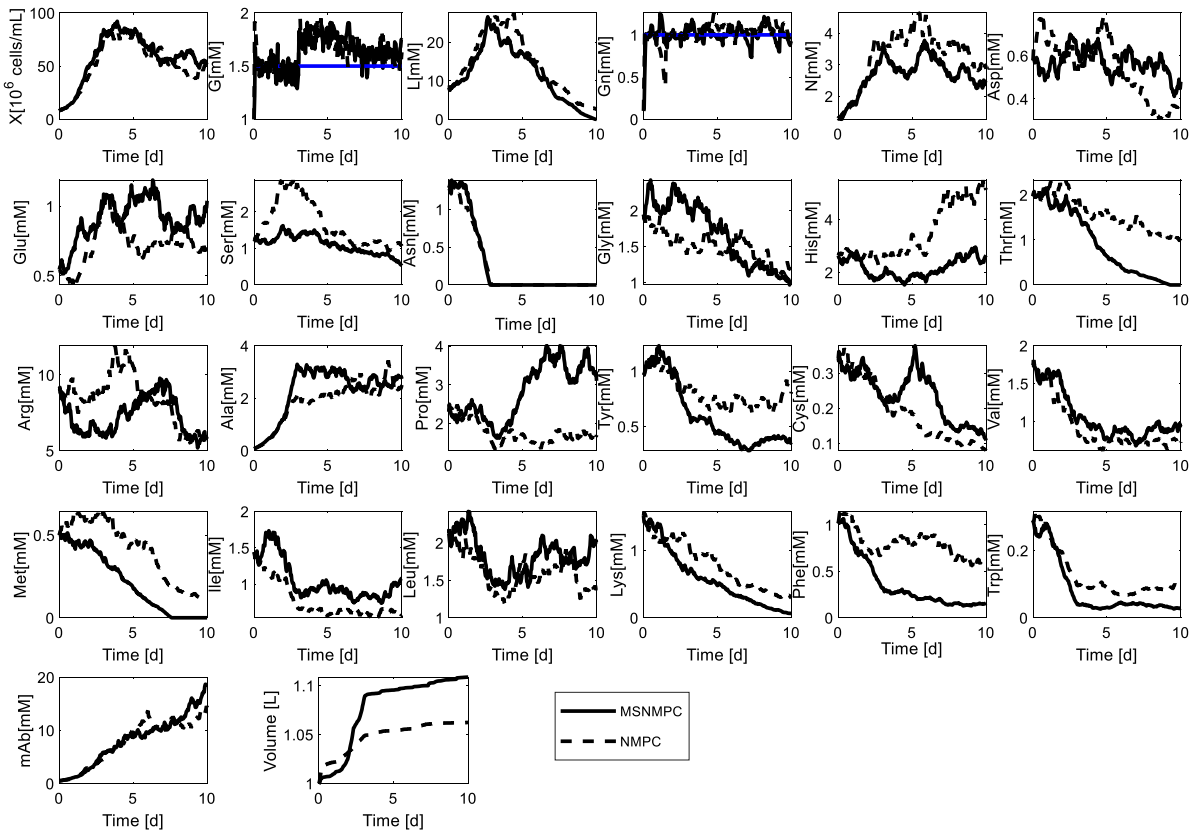 X[10^6 cells/mL]
100
50
0
0 5 10
Time [d]
G[mM]
2
1.5
1
0 5 10
Time [d]
L[mM]
20
10
0
0 5 10
Time [d]
Gn[mM]
1
0.5
0
0 5 10
Time [d]
N[mM]
4
3
2
0 5 10
Time [d]
Asp[mM]
0.6
0.4
0 5 10
Time [d]
Glu[mM]
1
0.5
0 5 10
Time [d]
Ser[mM]
2
1
0
0 5 10
Time [d]
Asn[mM]
1
0.5
0
0 5 10
Time [d]
Gly[mM]
2
1.5
1
0 5 10
Time [d]
His[mM]
4
2
0 5 10
Time [d]
Thr[mM]
2
1
0
0 5 10
Time [d]
Arg[mM]
10
5
0 5 10
Time [d]
Ala[mM]
4
2
0
0 5 10
Time [d]
Pro[mM]
4
3
2
0 5 10
Time [d]
Tyr[mM]
1
0.5
0 5 10
Time [d]
Cys[mM]
0.3
0.2
0.1
0 5 10
Time [d]
Val[mM]
2
1
0 5 10
Time [d]
Met[mM]
0.5
0
0 5 10
Time [d]
Ile[mM]
2
1.5
1
0 5 10
Time [d]
Leu[mM]
2
1.5
1
0 5 10
Time [d]
Lys[mM]
1
0
0 5 10
Time [d]
Phe[mM]
1
0.5
0
0 5 10
Time [d]
Trp[mM]
0.2
0
0 5 10
Time [d]
mAb[mM]
20
10
0
0 5 10
Time [d]
Volume [L]
1.1
1.05
1
0 5 10
Time [d]
MSNMPC
NMPC